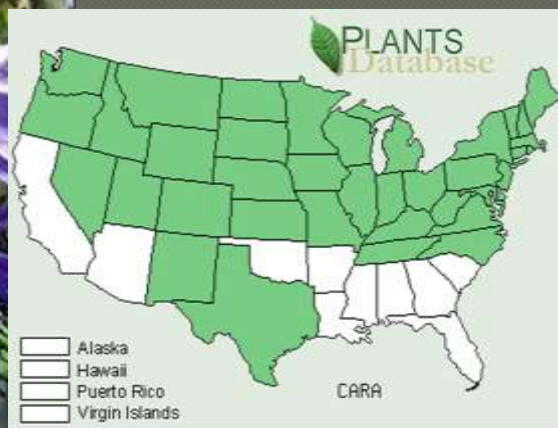 PLANTS
Database
Alaska
Hawaii
Puerto Rico
Virgin Islands
CARA